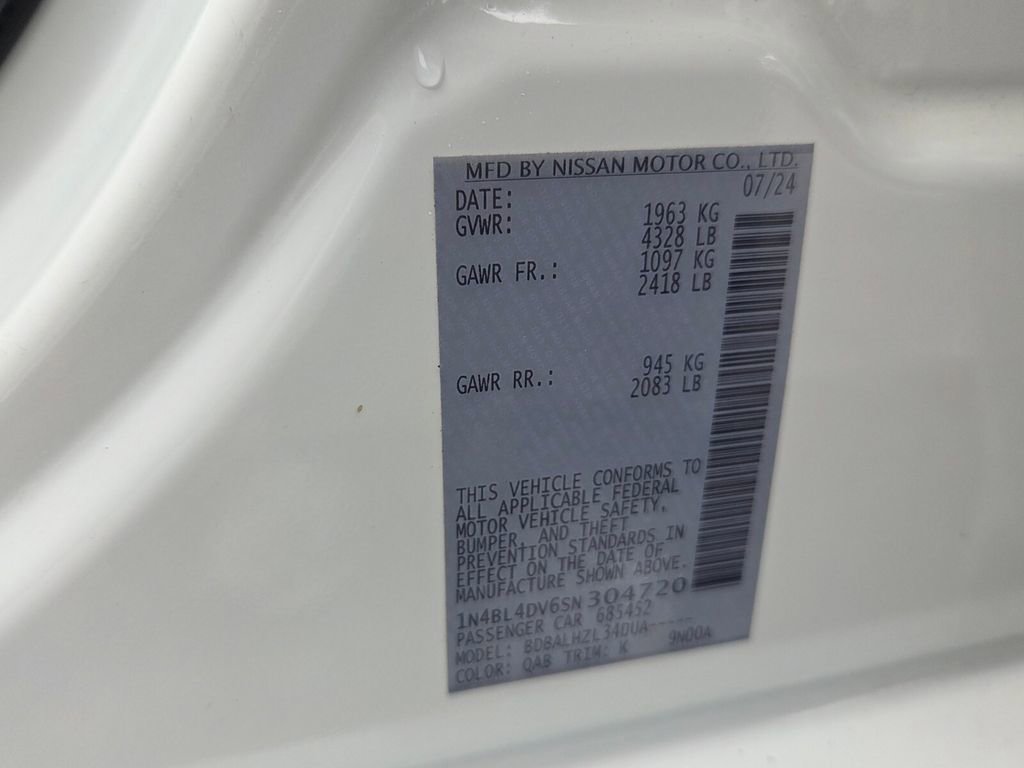 MFD BY NISSAN MOTOR CO., LTD.
DATE: 07/24
GVWR: 1963 KG
4328 LB
GAWR FR.: 1097 KG
2418 LB
GAWR RR.: 945 KG
2083 LB
THIS VEHICLE CONFORMS TO
ALL APPLICABLE FEDERAL
MOTOR VEHICLE SAFETY,
BUMPER, AND THEFT
PREVENTION STANDARDS IN
EFFECT ON THE DATE OF
MANUFACTURE SHOWN ABOVE.
1N4BL4DV6SN304720
PASSENGER CAR 685452
MODEL: BDBALHZL34DUA-----
COLOR: QAB TRIM: K 9N00A